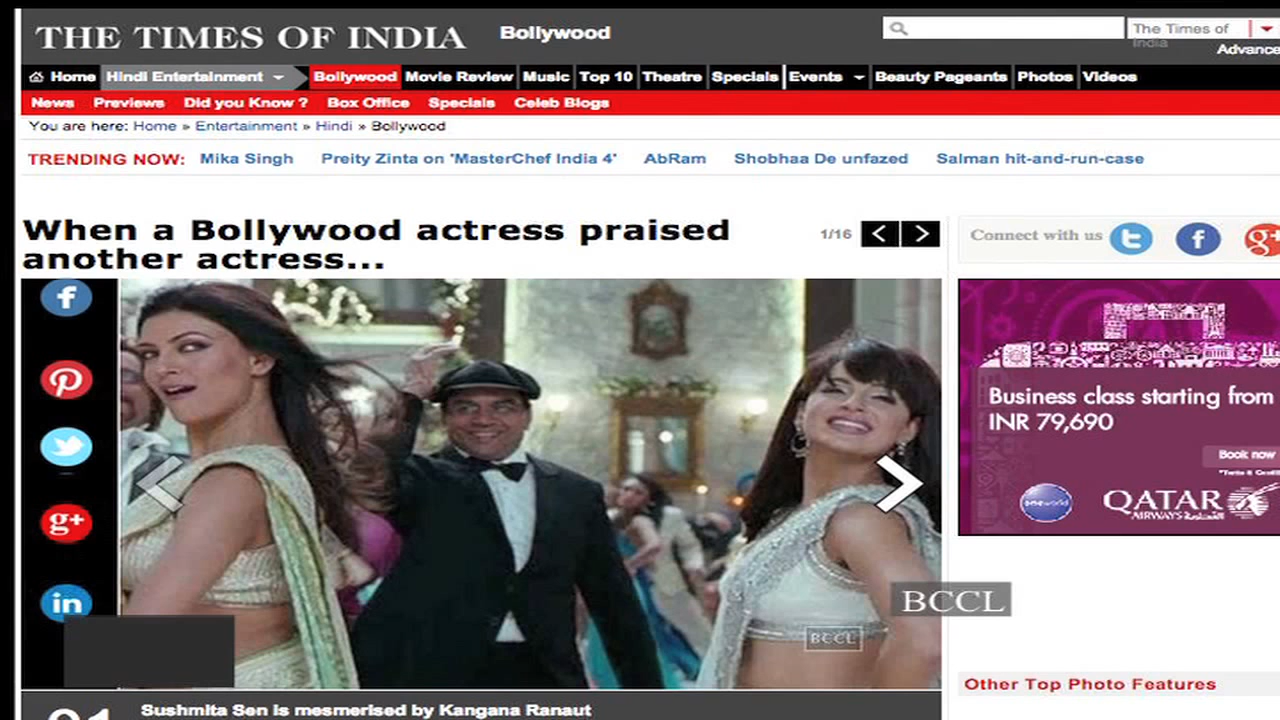 THE TIMES OF INDIA
Bollywood
The Times of
India
Advance
Home Hindi Entertainment Bollywood Movie Review Music Top 10 Theatre Specials Events Beauty Pageants Photos Videos
News Previews Did you Know ? Box Office Specials Celeb Blogs
You are here: Home » Entertainment » Hindi » Bollywood
TRENDING NOW: Mika Singh Preity Zinta on 'MasterChef India 4' AbRam Shobhaa De unfazed Salman hit-and-run-case
When a Bollywood actress praised
another actress...
1/16
Connect with us
Business class starting from
INR 79,690
Book now
oneworld
QATAR
AIRWAYS القطرية
g+
in
BCCL
BCCL
Other Top Photo Features
Sushmita Sen is mesmerised by Kangana Ranaut